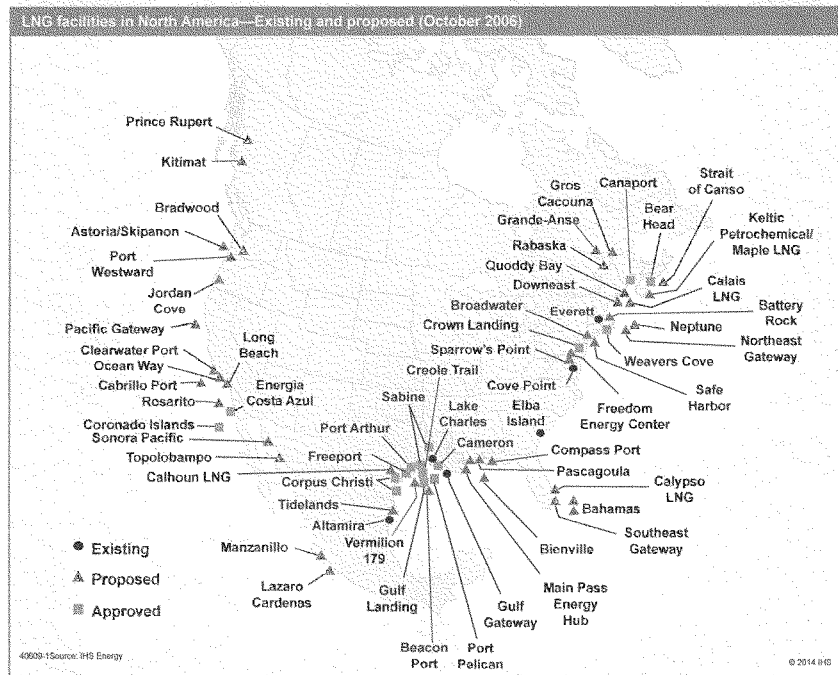 LNG facilities in North America—Existing and proposed (October 2006)
Prince Rupert
Kitimat
Bradwood
Astoria/Skipanon
Port
Westward
Jordan
Cove
Pacific Gateway
Long
Beach
Clearwater Port
Ocean Way
Cabrillo Port
Energia
Costa Azul
Rosarito
Coronado Islands
Sonora Pacific
Topolobampo
Calhoun LNG
Port Arthur
Freeport
Corpus Christi
Tidelands
Altamira
Vermilion
179
Manzanillo
Lazaro
Cardenas
Gulf
Landing
Beacon
Port
Port
Pelican
Gulf
Gateway
Main Pass
Energy
Hub
Bienville
Sabine
Creole Trail
Lake
Charles
Cameron
Compass Port
Pascagoula
Calypso
LNG
Bahamas
Southeast
Gateway
Elba
Island
Cove Point
Freedom
Energy Center
Safe
Harbor
Sparrow's Point
Crown Landing
Broadwater
Everett
Weavers Cove
Northeast
Gateway
Neptune
Battery
Rock
Calais
LNG
Downeast
Quoddy Bay
Rabaska
Grande-Anse
Gros
Cacouna
Canaport
Bear
Head
Strait
of Canso
Keltic
Petrochemical/
Maple LNG
Existing
Proposed
Approved
40609-1Source: IHS Energy
© 2014 IHS